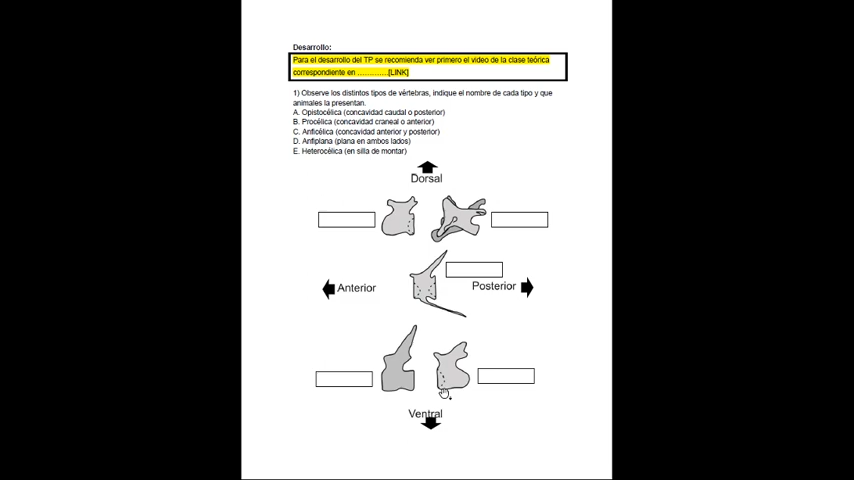 Desarrollo:
Para el desarrollo del TP se recomienda ver primero el video de la clase teórica
correspondiente en .............[LINK]
1) Observe los distintos tipos de vértebras, indique el nombre de cada tipo y que
animales la presentan.
A. Opistocélica (concavidad caudal o posterior)
B. Procélica (concavidad craneal o anterior)
C. Anficélica (concavidad anterior y posterior)
D. Anfiplana (plana en ambos lados)
E. Heterocélica (en silla de montar)
Dorsal
Anterior
Posterior
Ventral